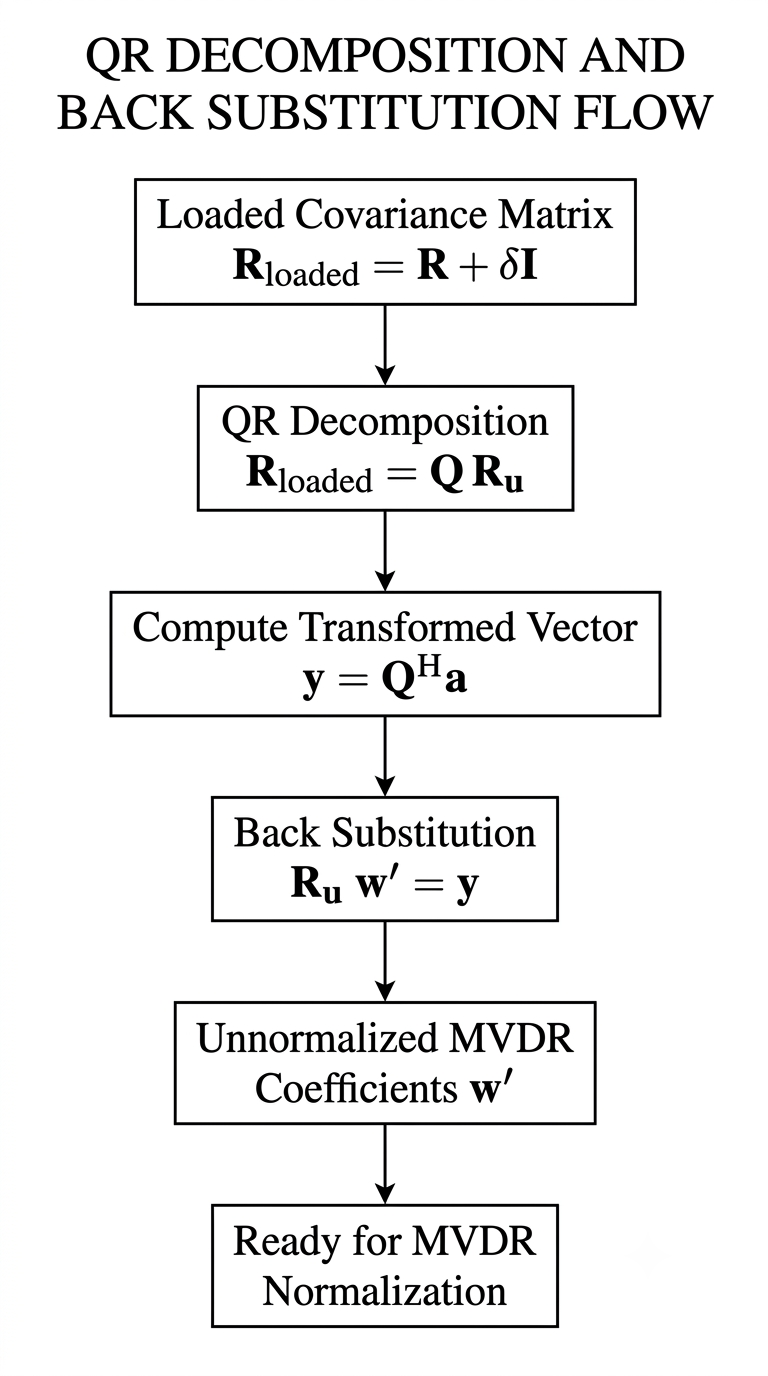 QR DECOMPOSITION AND
BACK SUBSTITUTION FLOW
Loaded Covariance Matrix
𝐑loaded = 𝐑 + δ𝐈
QR Decomposition
𝐑loaded = 𝐐 𝐑𝐮
Compute Transformed Vector
𝐲 = 𝐐ᴴ𝐚
Back Substitution
𝐑𝐮 𝐰′ = 𝐲
Unnormalized MVDR
Coefficients 𝐰′
Ready for MVDR
Normalization